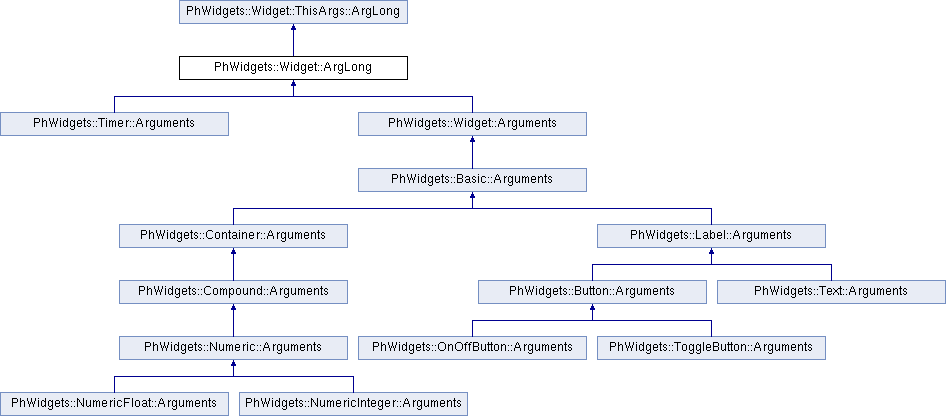 PhWidgets::Widget::ThisArgs::ArgLong
PhWidgets::Widget::ArgLong
PhWidgets::Timer::Arguments
PhWidgets::Widget::Arguments
PhWidgets::Basic::Arguments
PhWidgets::Container::Arguments
PhWidgets::Label::Arguments
PhWidgets::Compound::Arguments
PhWidgets::Button::Arguments
PhWidgets::Text::Arguments
PhWidgets::Numeric::Arguments
PhWidgets::OnOffButton::Arguments
PhWidgets::ToggleButton::Arguments
PhWidgets::NumericFloat::Arguments
PhWidgets::NumericInteger::Arguments